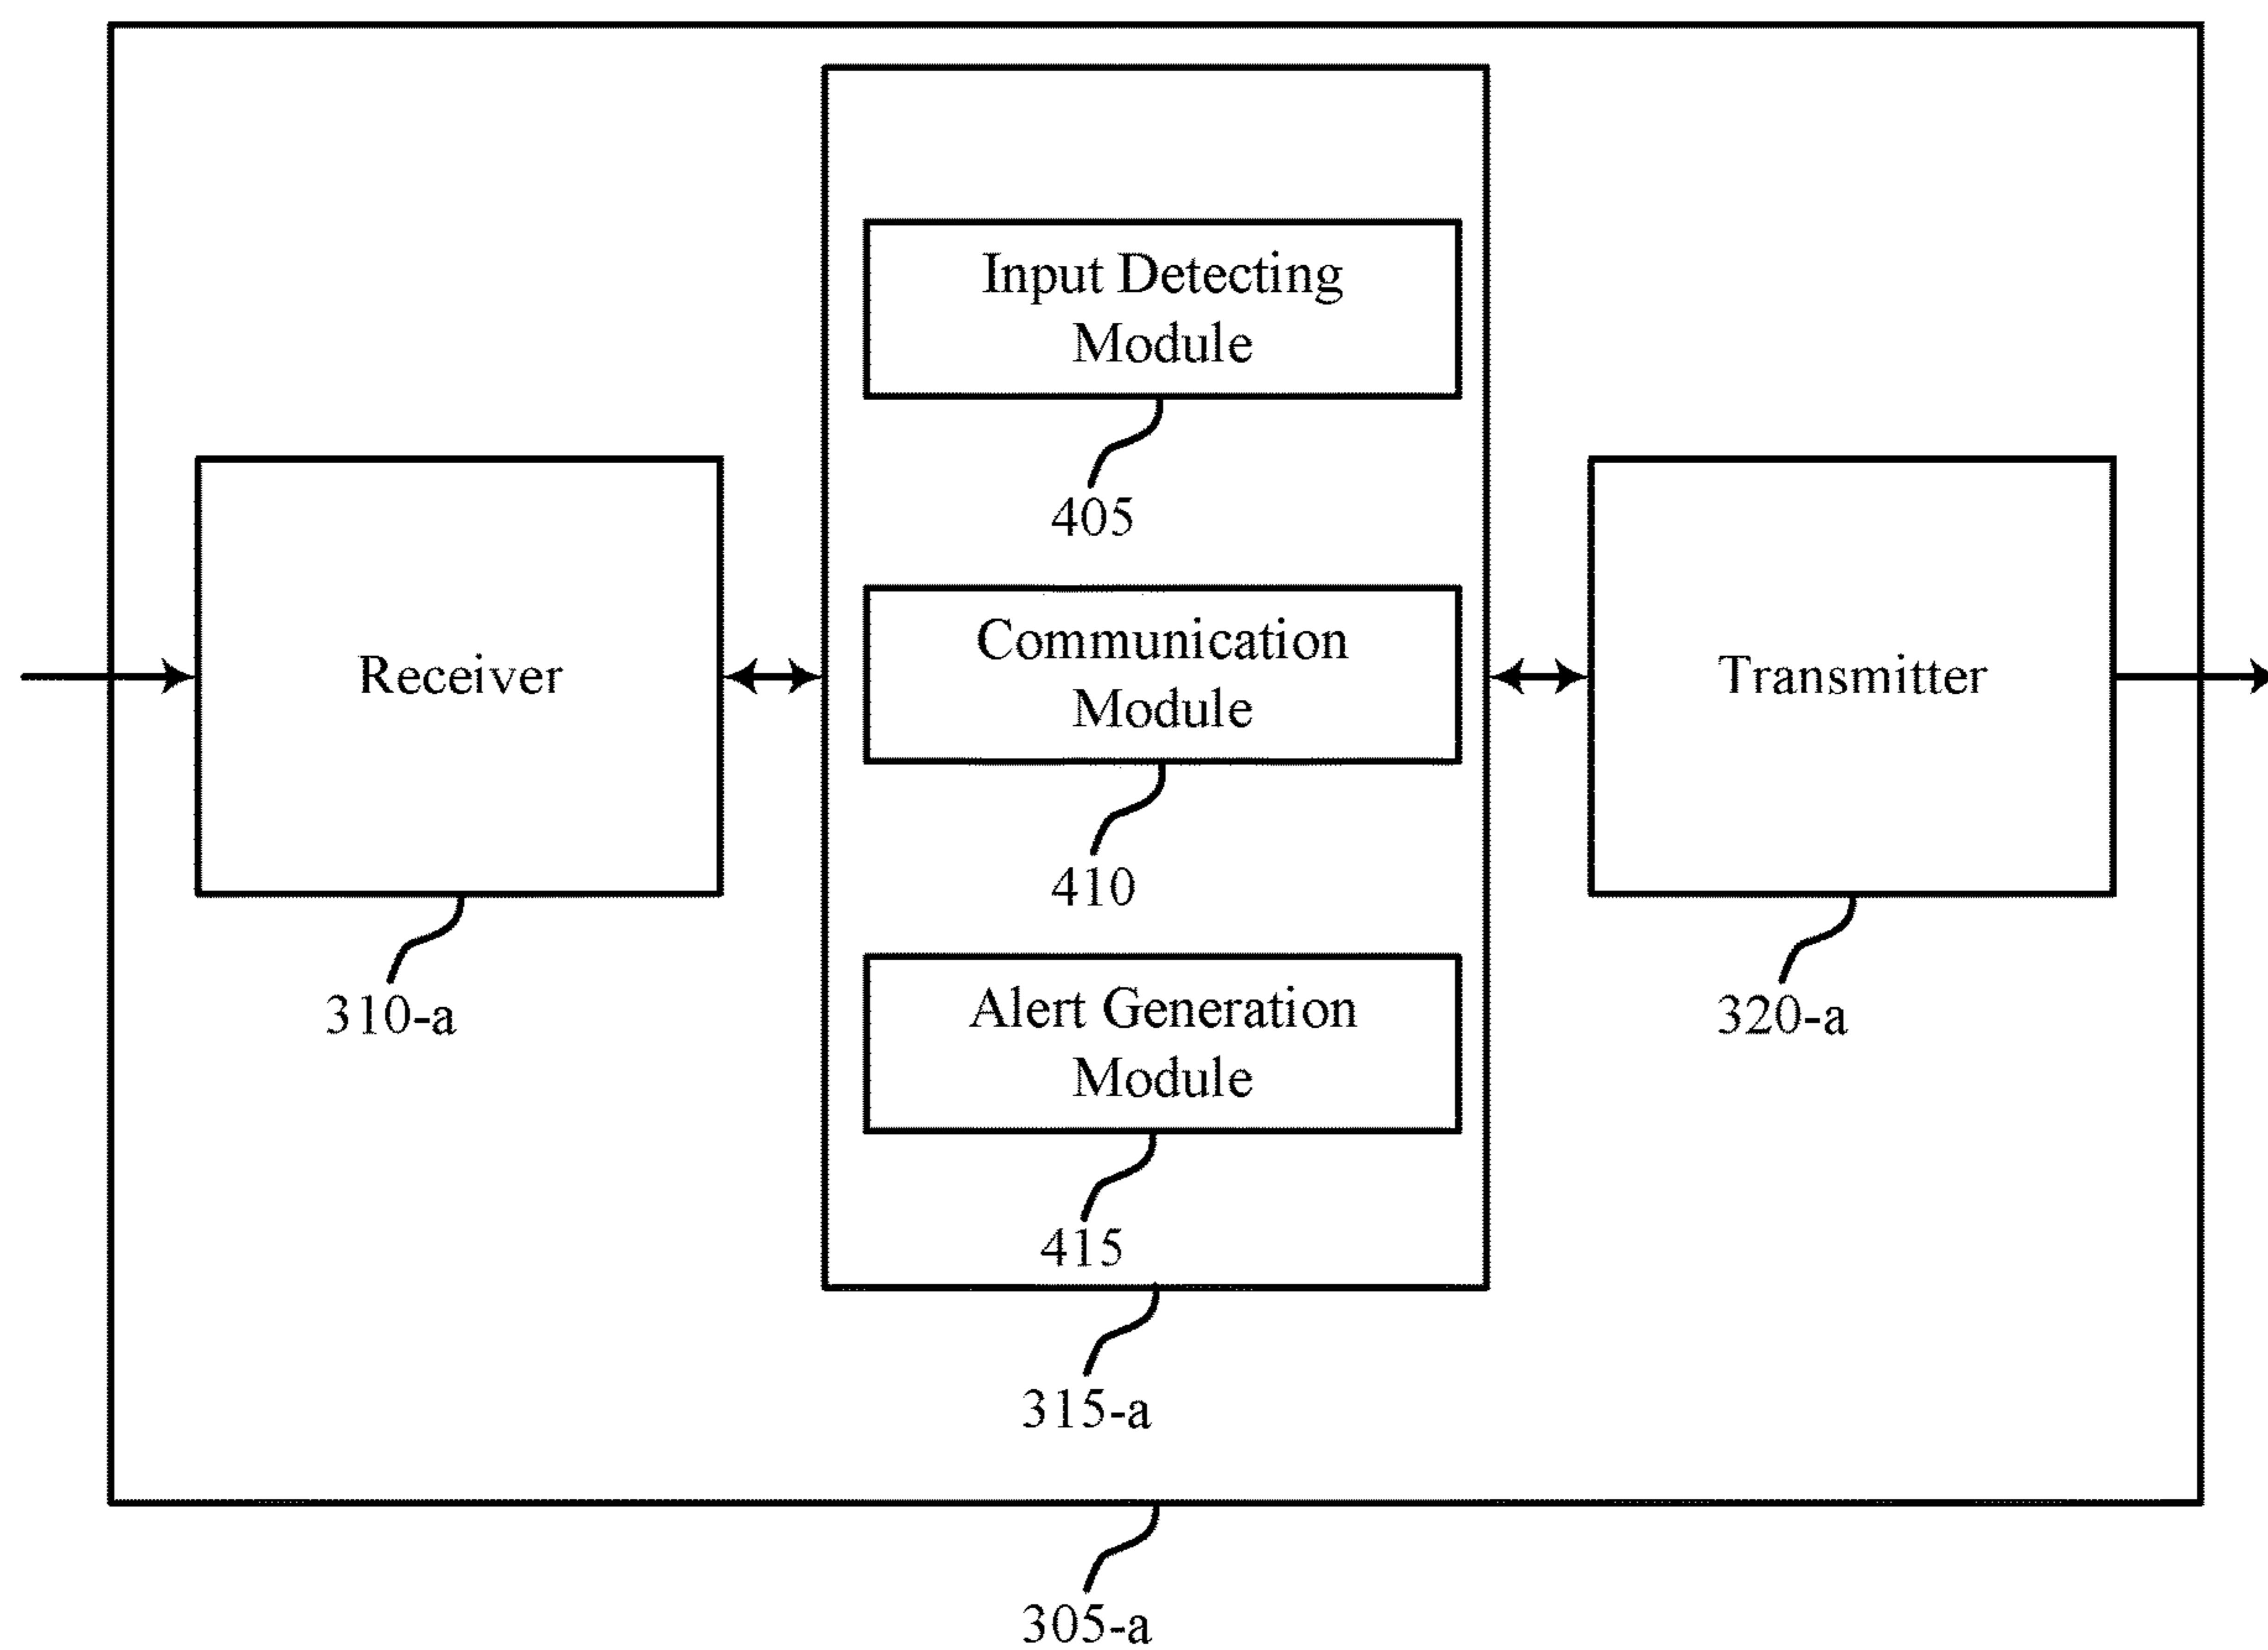 Input Detecting
Module
405
Receiver
Communication
Module
Transmitter
410
310-a
320-a
Alert Generation
Module
415
315-a
305-a